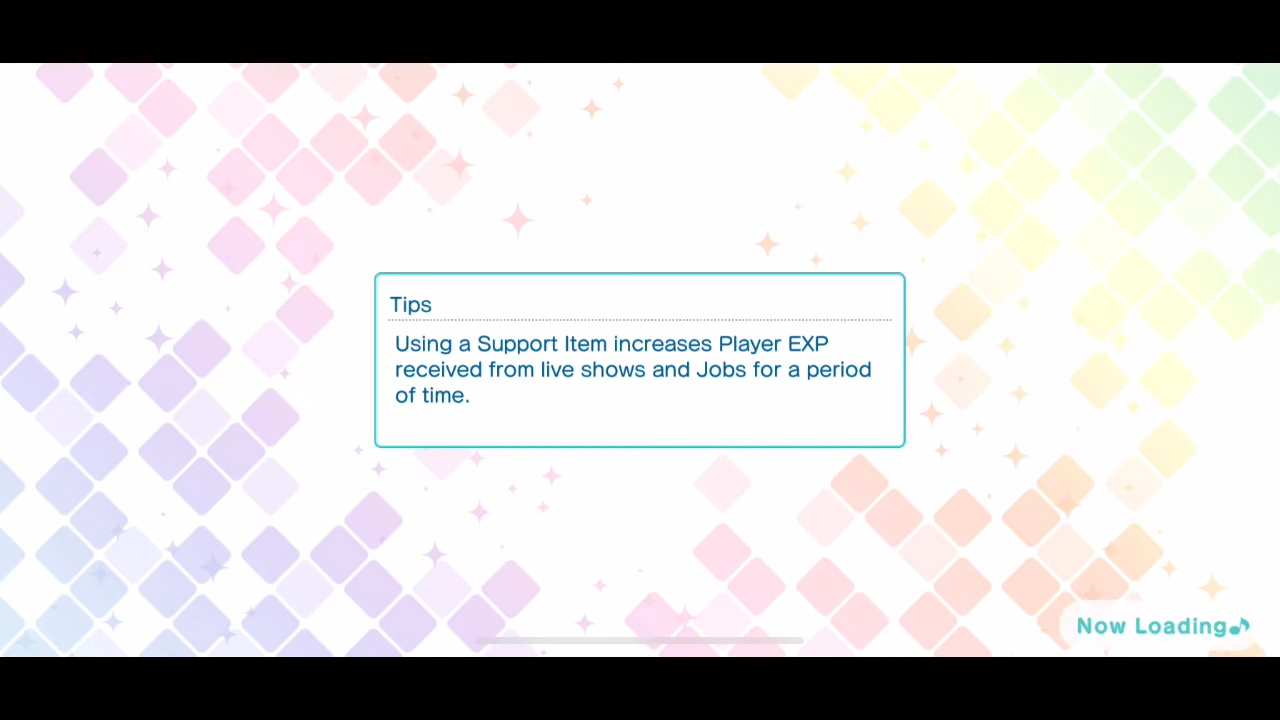 Tips
Using a Support Item increases Player EXP
received from live shows and Jobs for a period
of time.
Now Loading♪